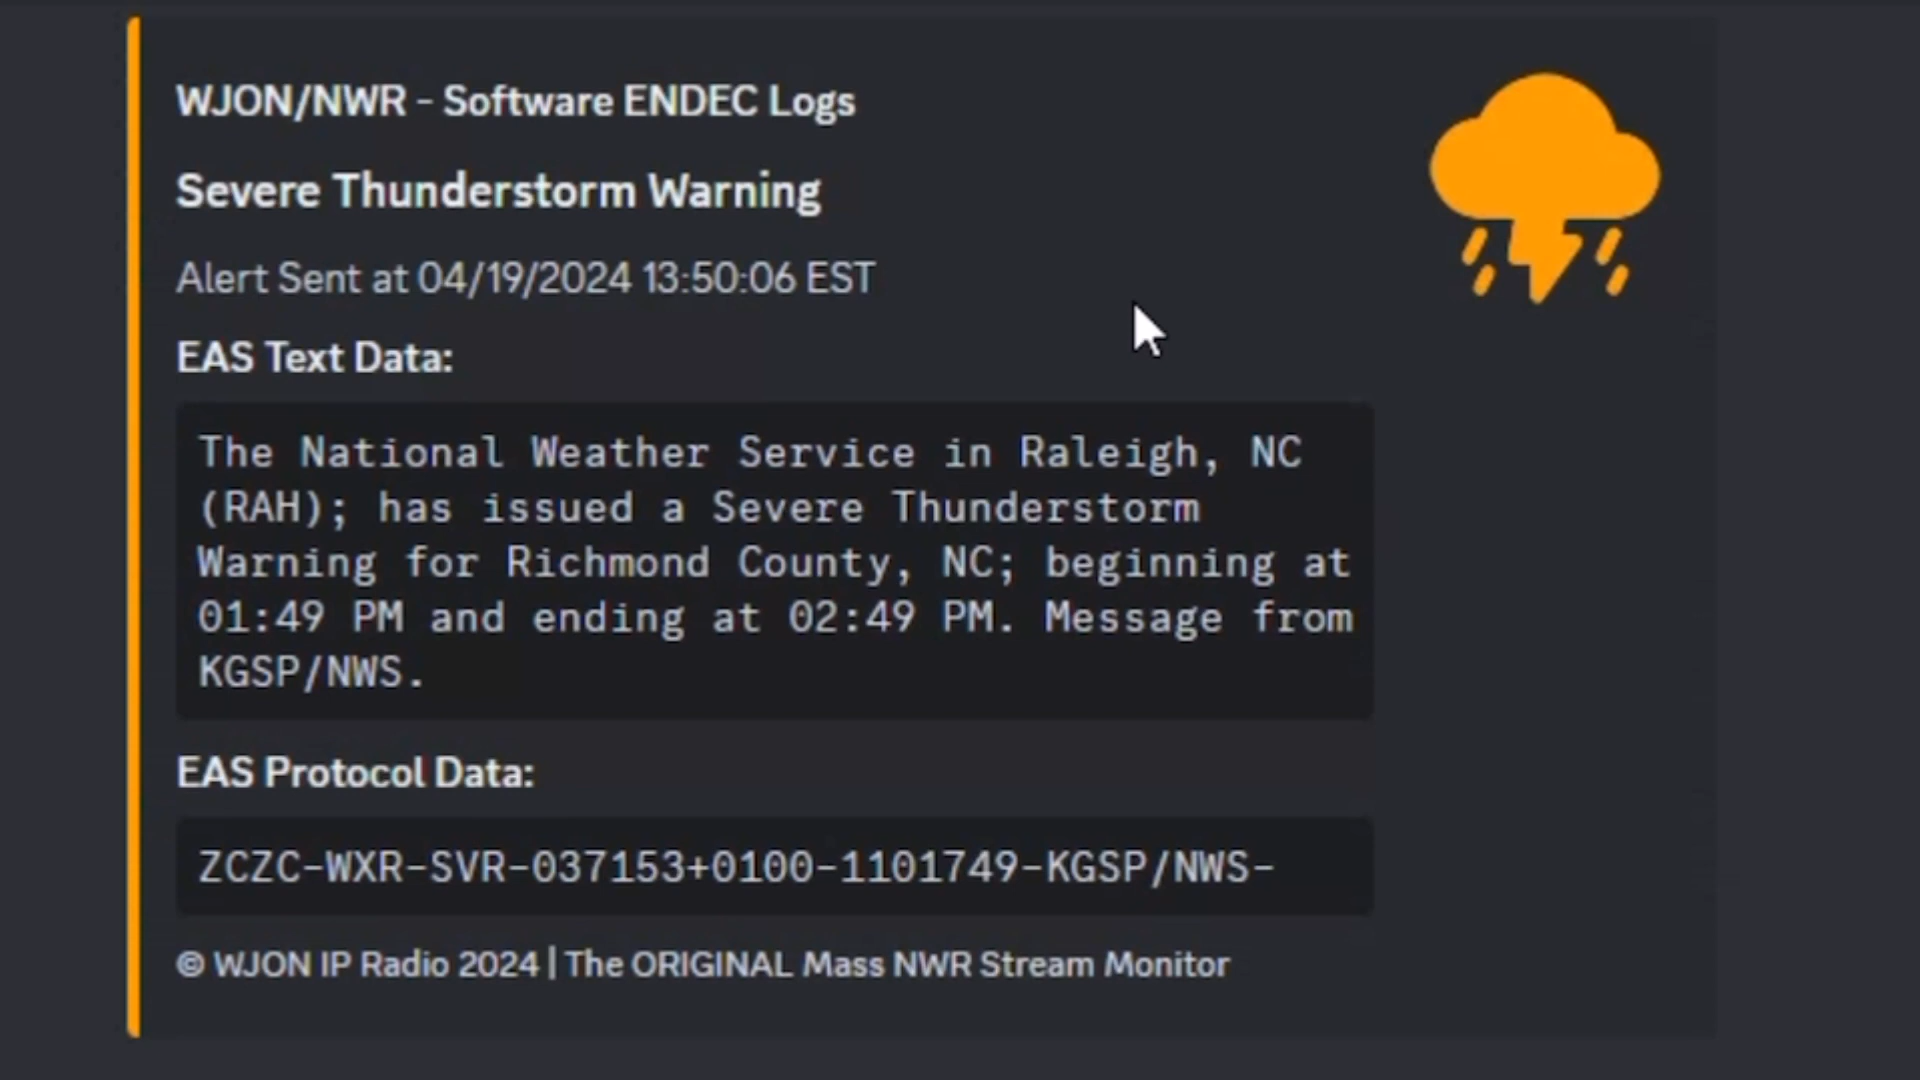 WJON/NWR - Software ENDEC Logs
Severe Thunderstorm Warning
Alert Sent at 04/19/2024 13:50:06 EST
EAS Text Data:
The National Weather Service in Raleigh, NC
(RAH); has issued a Severe Thunderstorm
Warning for Richmond County, NC; beginning at
01:49 PM and ending at 02:49 PM. Message from
KGSP/NWS.
EAS Protocol Data:
ZCZC-WXR-SVR-037153+0100-1101749-KGSP/NWS-
© WJON IP Radio 2024 | The ORIGINAL Mass NWR Stream Monitor